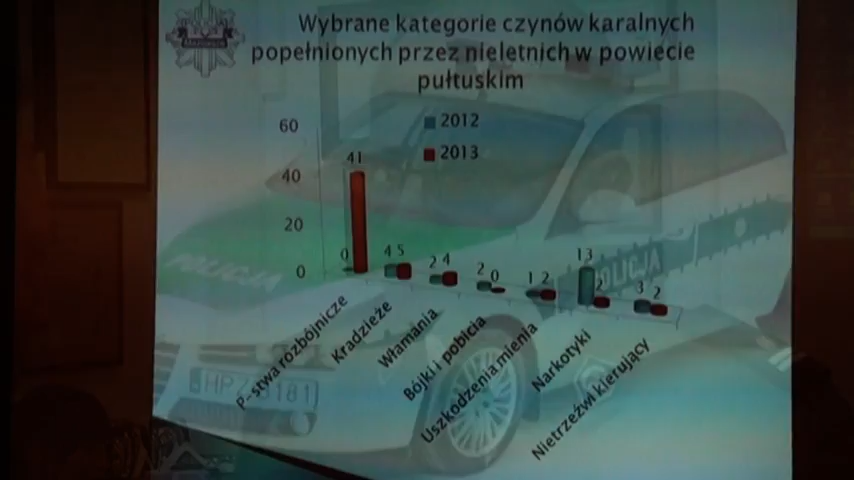 Wybrane kategorie czynów karalnych
popełnionych przez nieletnich w powiecie
pułtuskim
2012
2013
60
40
20
0
41
0
4 5
2 4
2 0
1 2
13
2
3 2
P-stwa rozbójnicze
Kradzieże
Włamania
Bójki i pobicia
Uszkodzenia mienia
Narkotyki
Nietrzeźwi kierujący
POLICJA
POLICJA